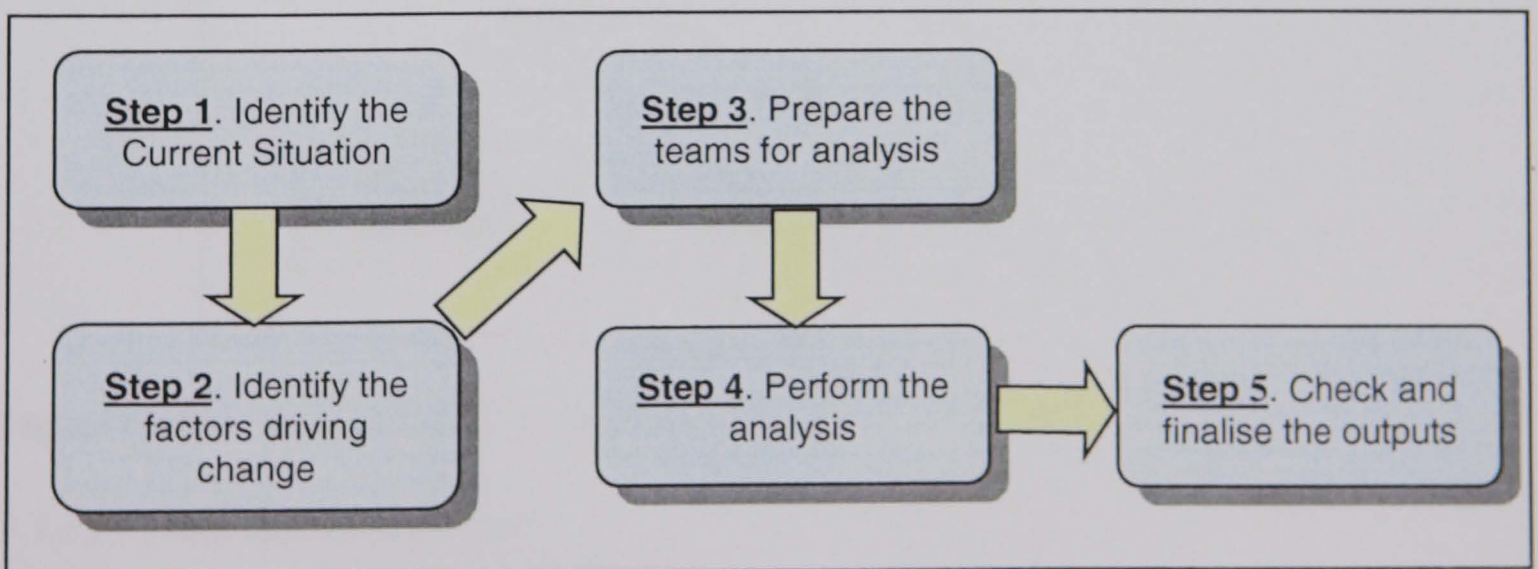 Step 1. Identify the
Current Situation
Step 2. Identify the
factors driving
change
Step 3. Prepare the
teams for analysis
Step 4. Perform the
analysis
Step 5. Check and
finalise the outputs